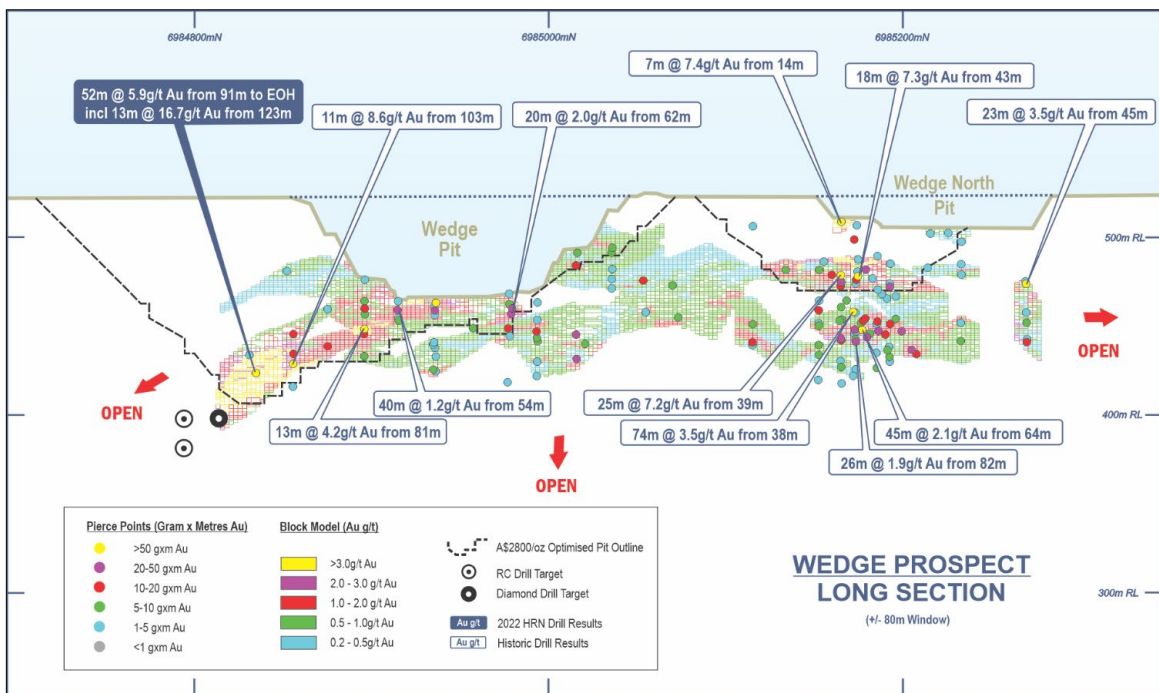 6984800mN
6985000mN
6985200mN
52m @ 5.9g/t Au from 91m to EOH
incl 13m @ 16.7g/t Au from 123m
11m @ 8.6g/t Au from 103m
20m @ 2.0g/t Au from 62m
7m @ 7.4g/t Au from 14m
18m @ 7.3g/t Au from 43m
23m @ 3.5g/t Au from 45m
Wedge
Pit
Wedge North
Pit
500m RL
OPEN
OPEN
OPEN
40m @ 1.2g/t Au from 54m
13m @ 4.2g/t Au from 81m
25m @ 7.2g/t Au from 39m
74m @ 3.5g/t Au from 38m
45m @ 2.1g/t Au from 64m
26m @ 1.9g/t Au from 82m
400m RL
Pierce Points (Gram x Metres Au)
>50 gxm Au
20-50 gxm Au
10-20 gxm Au
5-10 gxm Au
1-5 gxm Au
<1 gxm Au
Block Model (Au g/t)
>3.0g/t Au
2.0 - 3.0 g/t Au
1.0 - 2.0 g/t Au
0.5 - 1.0g/t Au
0.2 - 0.5g/t Au
A$2800/oz Optimised Pit Outline
RC Drill Target
Diamond Drill Target
Au g/t 2022 HRN Drill Results
Au g/t Historic Drill Results
WEDGE PROSPECT
LONG SECTION
(+/- 80m Window)
300m RL